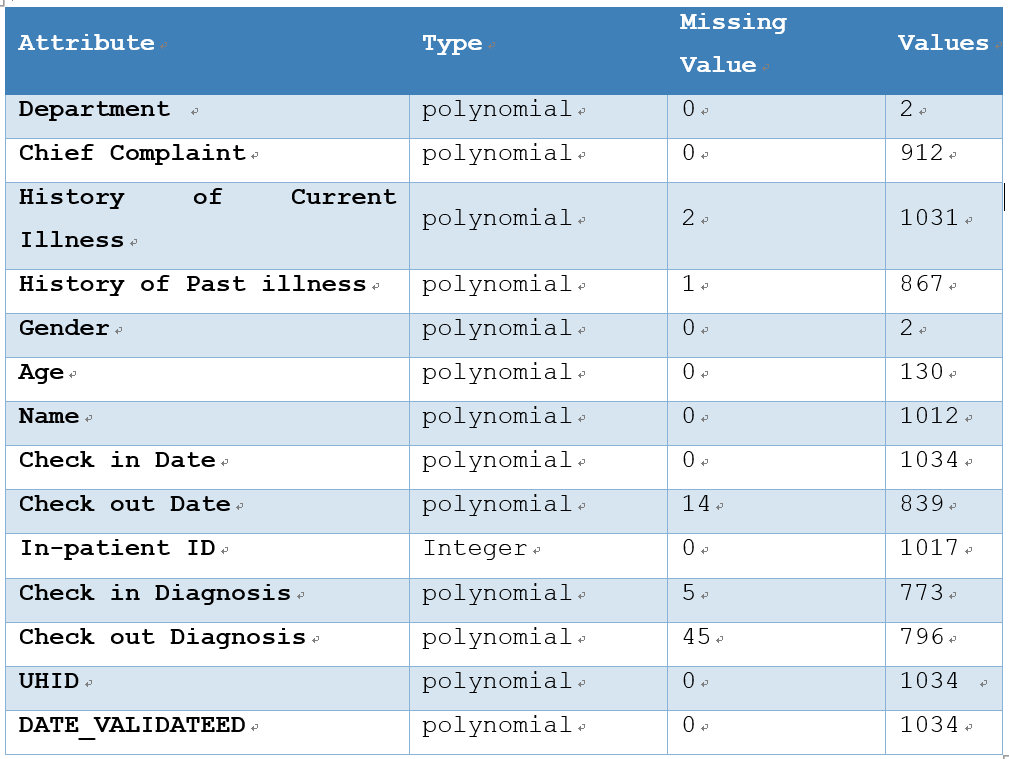 Attribute Type Missing Value Values
Department polynomial 0 2
Chief Complaint polynomial 0 912
History of Current Illness polynomial 2 1031
History of Past illness polynomial 1 867
Gender polynomial 0 2
Age polynomial 0 130
Name polynomial 0 1012
Check in Date polynomial 0 1034
Check out Date polynomial 14 839
In-patient ID Integer 0 1017
Check in Diagnosis polynomial 5 773
Check out Diagnosis polynomial 45 796
UHID polynomial 0 1034
DATE_VALIDATEED polynomial 0 1034